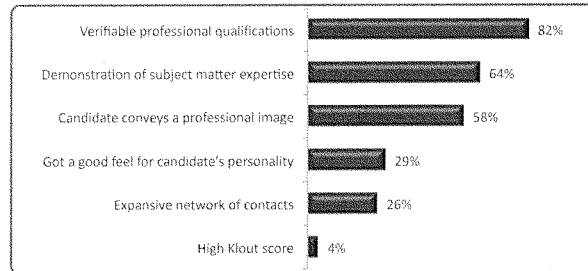 Verifiable professional qualifications 82%
Demonstration of subject matter expertise 64%
Candidate conveys a professional image 58%
Got a good feel for candidate's personality 29%
Expansive network of contacts 26%
High Klout score 4%